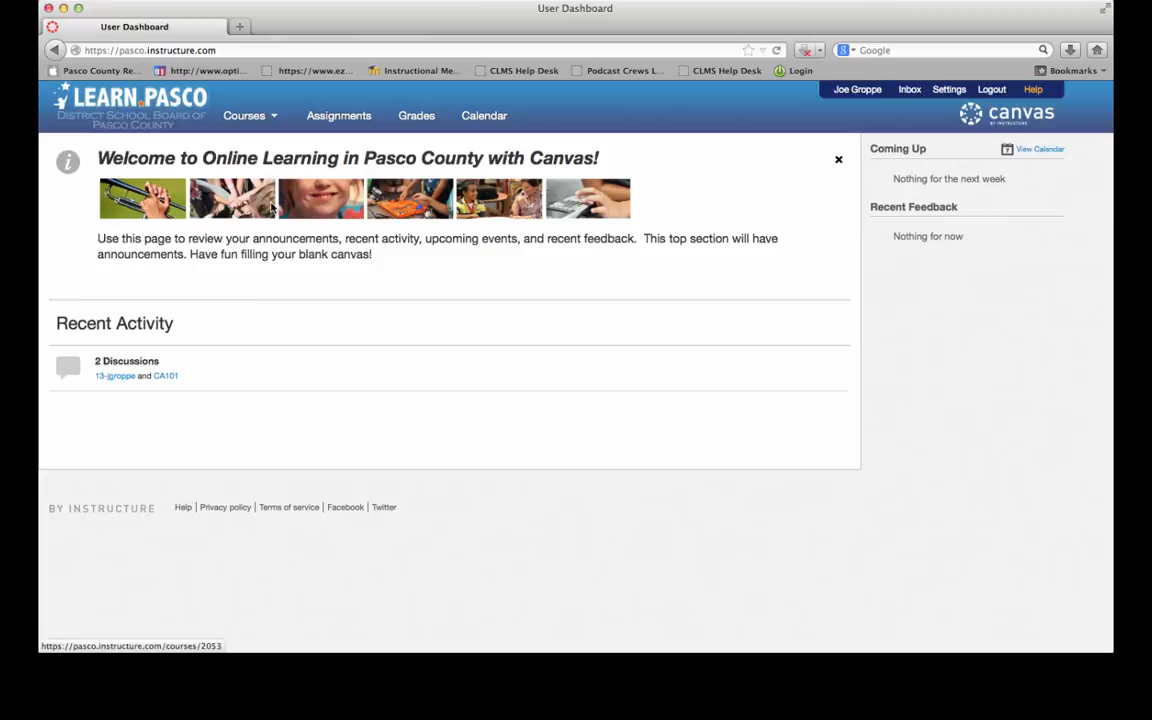 User Dashboard
User Dashboard
https://pasco.instructure.com
Google
Pasco County Re...
http://www.opti...
https://www.ez...
Instructional Me...
CLMS Help Desk
Podcast Crews L...
CLMS Help Desk
Login
Bookmarks
LEARN.PASCO
DISTRICT SCHOOL BOARD OF
PASCO COUNTY
Courses
Assignments
Grades
Calendar
Joe Groppe
Inbox
Settings
Logout
Help
canvas
BY INSTRUCTURE
Welcome to Online Learning in Pasco County with Canvas!
Use this page to review your announcements, recent activity, upcoming events, and recent feedback. This top section will have
announcements. Have fun filling your blank canvas!
Recent Activity
2 Discussions
13-jgroppe and CA101
Coming Up
View Calendar
Nothing for the next week
Recent Feedback
Nothing for now
BY INSTRUCTURE
Help | Privacy policy | Terms of service | Facebook | Twitter
https://pasco.instructure.com/courses/2053